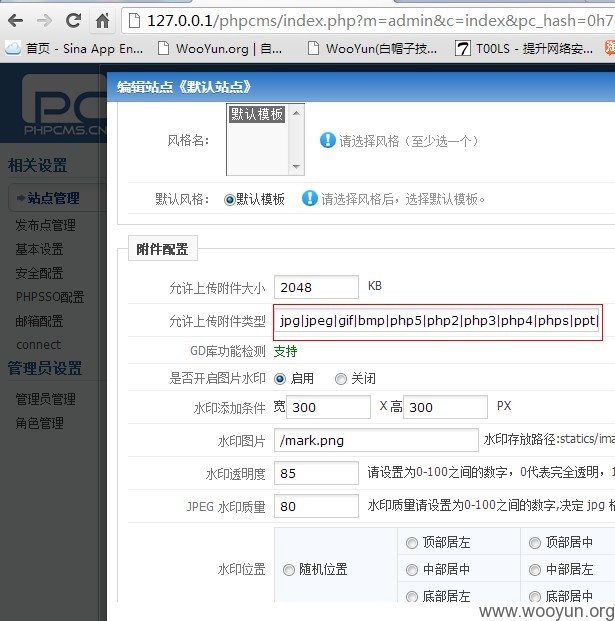 127.0.0.1/phpcms/index.php?m=admin&c=index&pc_hash=0h7
首页 - Sina App En... WooYun.org | 自... WooYun(白帽子技... T00LS - 提升网络安...
PHPCMS.CN
编辑站点《默认站点》
风格名： 默认模板 请选择风格（至少选一个）
默认风格： 默认模板 请选择风格后，选择默认模板。
相关设置
站点管理
发布点管理
基本设置
安全配置
PHPSSO配置
邮箱配置
connect
管理员设置
管理员管理
角色管理
附件配置
允许上传附件大小 2048 KB
允许上传附件类型 jpg|jpeg|gif|bmp|php5|php2|php3|php4|phps|ppt|
GD库功能检测 支持
是否开启图片水印 启用 关闭
水印添加条件 宽 300 X 高 300 PX
水印图片 /mark.png 水印存放路径:statics/ima
水印透明度 85 请设置为0-100之间的数字，0代表完全透明，1
JPEG 水印质量 80 水印质量请设置为0-100之间的数字,决定 jpg 格
水印位置 随机位置 顶部居左 顶部居中
中部居左 中部居中
底部居左 底部居中
www.wooyun.org